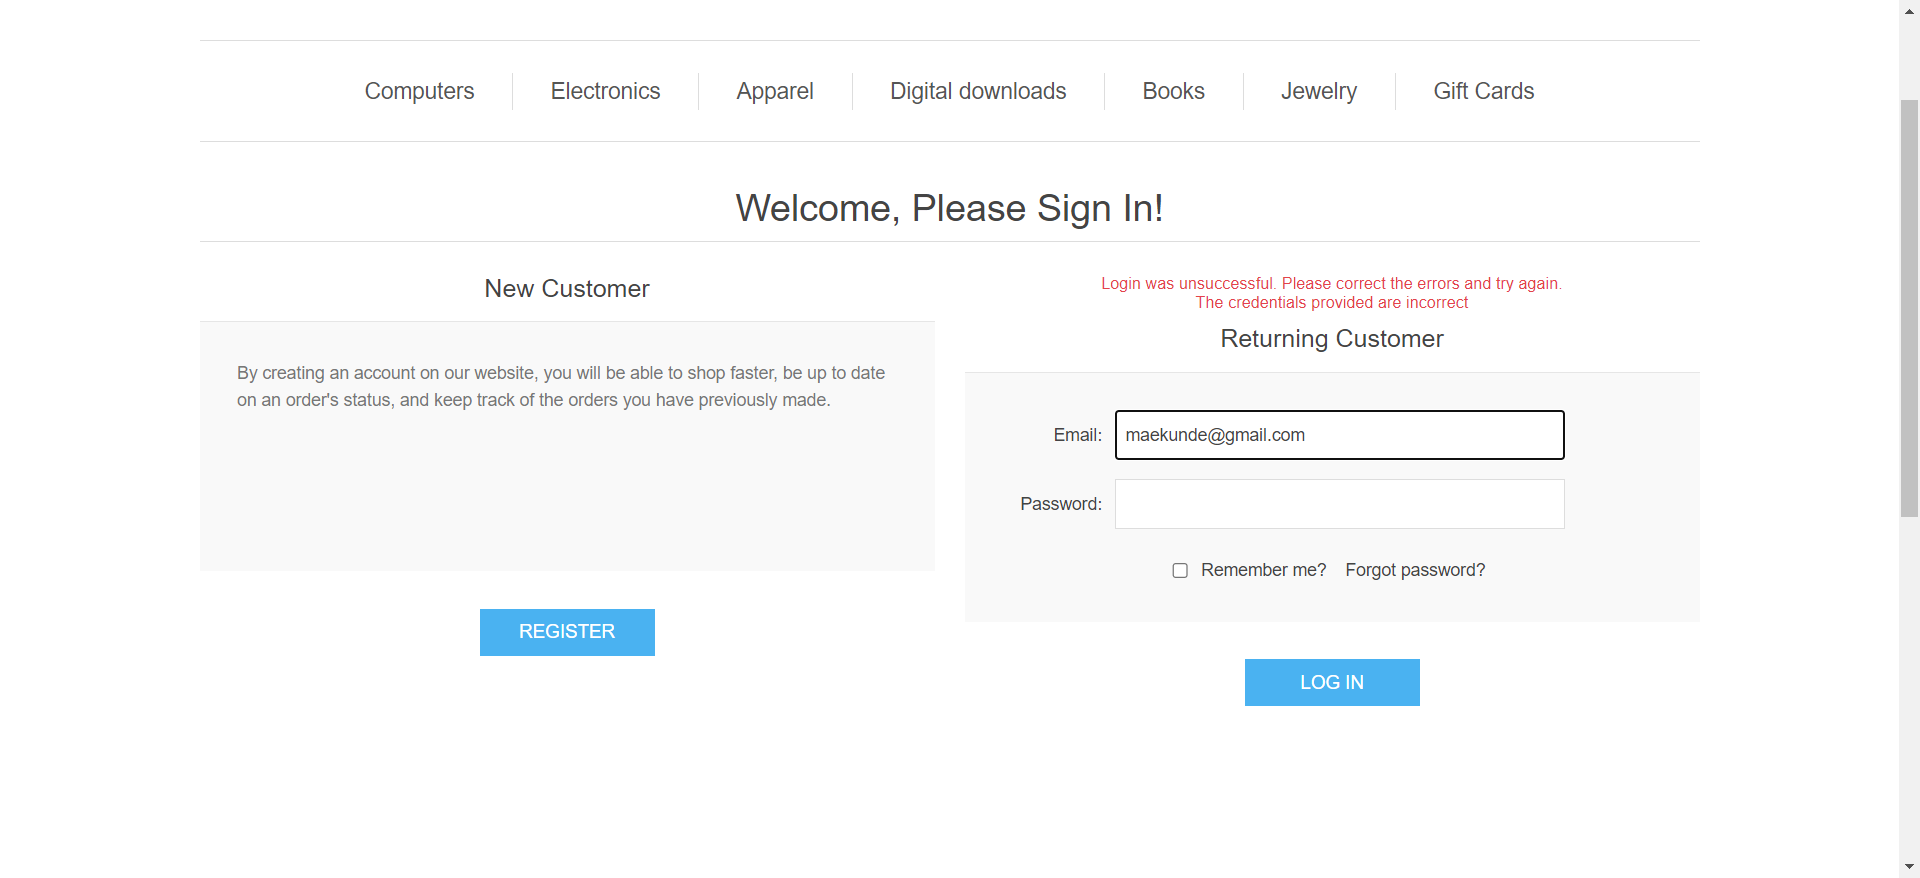 Computers
Electronics
Apparel
Digital downloads
Books
Jewelry
Gift Cards
Welcome, Please Sign In!
New Customer
By creating an account on our website, you will be able to shop faster, be up to date
on an order's status, and keep track of the orders you have previously made.
REGISTER
Login was unsuccessful. Please correct the errors and try again.
The credentials provided are incorrect
Returning Customer
Email: maekunde@gmail.com
Password:
Remember me? Forgot password?
LOG IN